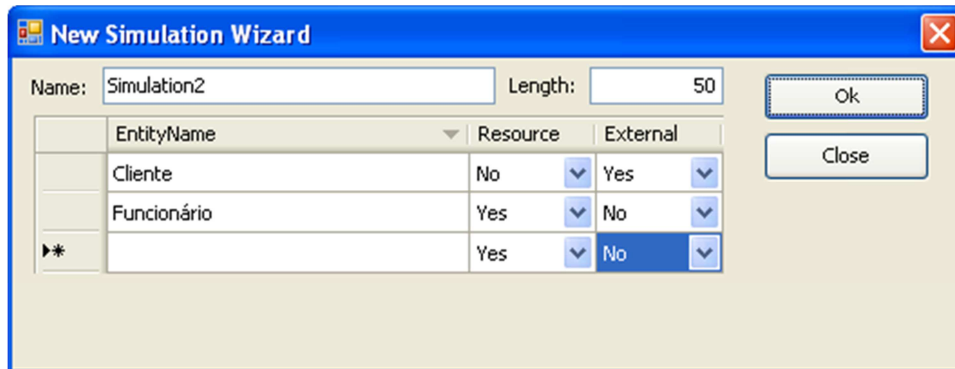 New Simulation Wizard
Name: Simulation2 Length: 50 Ok
EntityName Resource External
Close
Cliente No Yes
Funcionário Yes No
Yes No